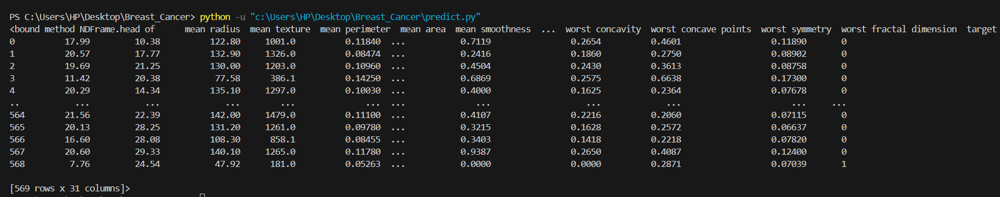 PS C:\Users\HP\Desktop\Breast_Cancer> python -u "c:\Users\HP\Desktop\Breast_Cancer\predict.py"
<bound method NDFrame.head of      mean radius  mean texture  mean perimeter  mean area  mean smoothness  ...  worst concavity  worst concave points  worst symmetry  worst fractal dimension  target
0         17.99        10.38          122.80     1001.0         0.11840  ...           0.7119                0.2654          0.4601                  0.11890       0
1         20.57        17.77          132.90     1326.0         0.08474  ...           0.2416                0.1860          0.2750                  0.08902       0
2         19.69        21.25          130.00     1203.0         0.10960  ...           0.4504                0.2430          0.3613                  0.08758       0
3         11.42        20.38           77.58      386.1         0.14250  ...           0.6869                0.2575          0.6638                  0.17300       0
4         20.29        14.34          135.10     1297.0         0.10030  ...           0.4000                0.1625          0.2364                  0.07678       0
..          ...          ...             ...        ...             ...  ...              ...                   ...             ...                      ...     ...
564       21.56        22.39          142.00     1479.0         0.11100  ...           0.4107                0.2216          0.2060                  0.07115       0
565       20.13        28.25          131.20     1261.0         0.09780  ...           0.3215                0.1628          0.2572                  0.06637       0
566       16.60        28.08          108.30      858.1         0.08455  ...           0.3403                0.1418          0.2218                  0.07820       0
567       20.60        29.33          140.10     1265.0         0.11780  ...           0.9387                0.2650          0.4087                  0.12400       0
568        7.76        24.54           47.92      181.0         0.05263  ...           0.0000                0.0000          0.2871                  0.07039       1
[569 rows x 31 columns]>